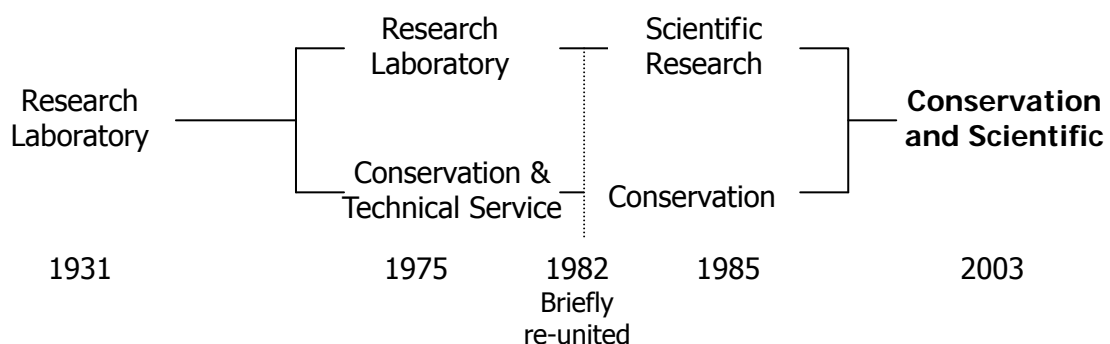 Research
Laboratory
Research
Laboratory
Conservation &
Technical Service
Scientific
Research
Conservation
Conservation
and Scientific
1931
1975
1982
Briefly
re-united
1985
2003